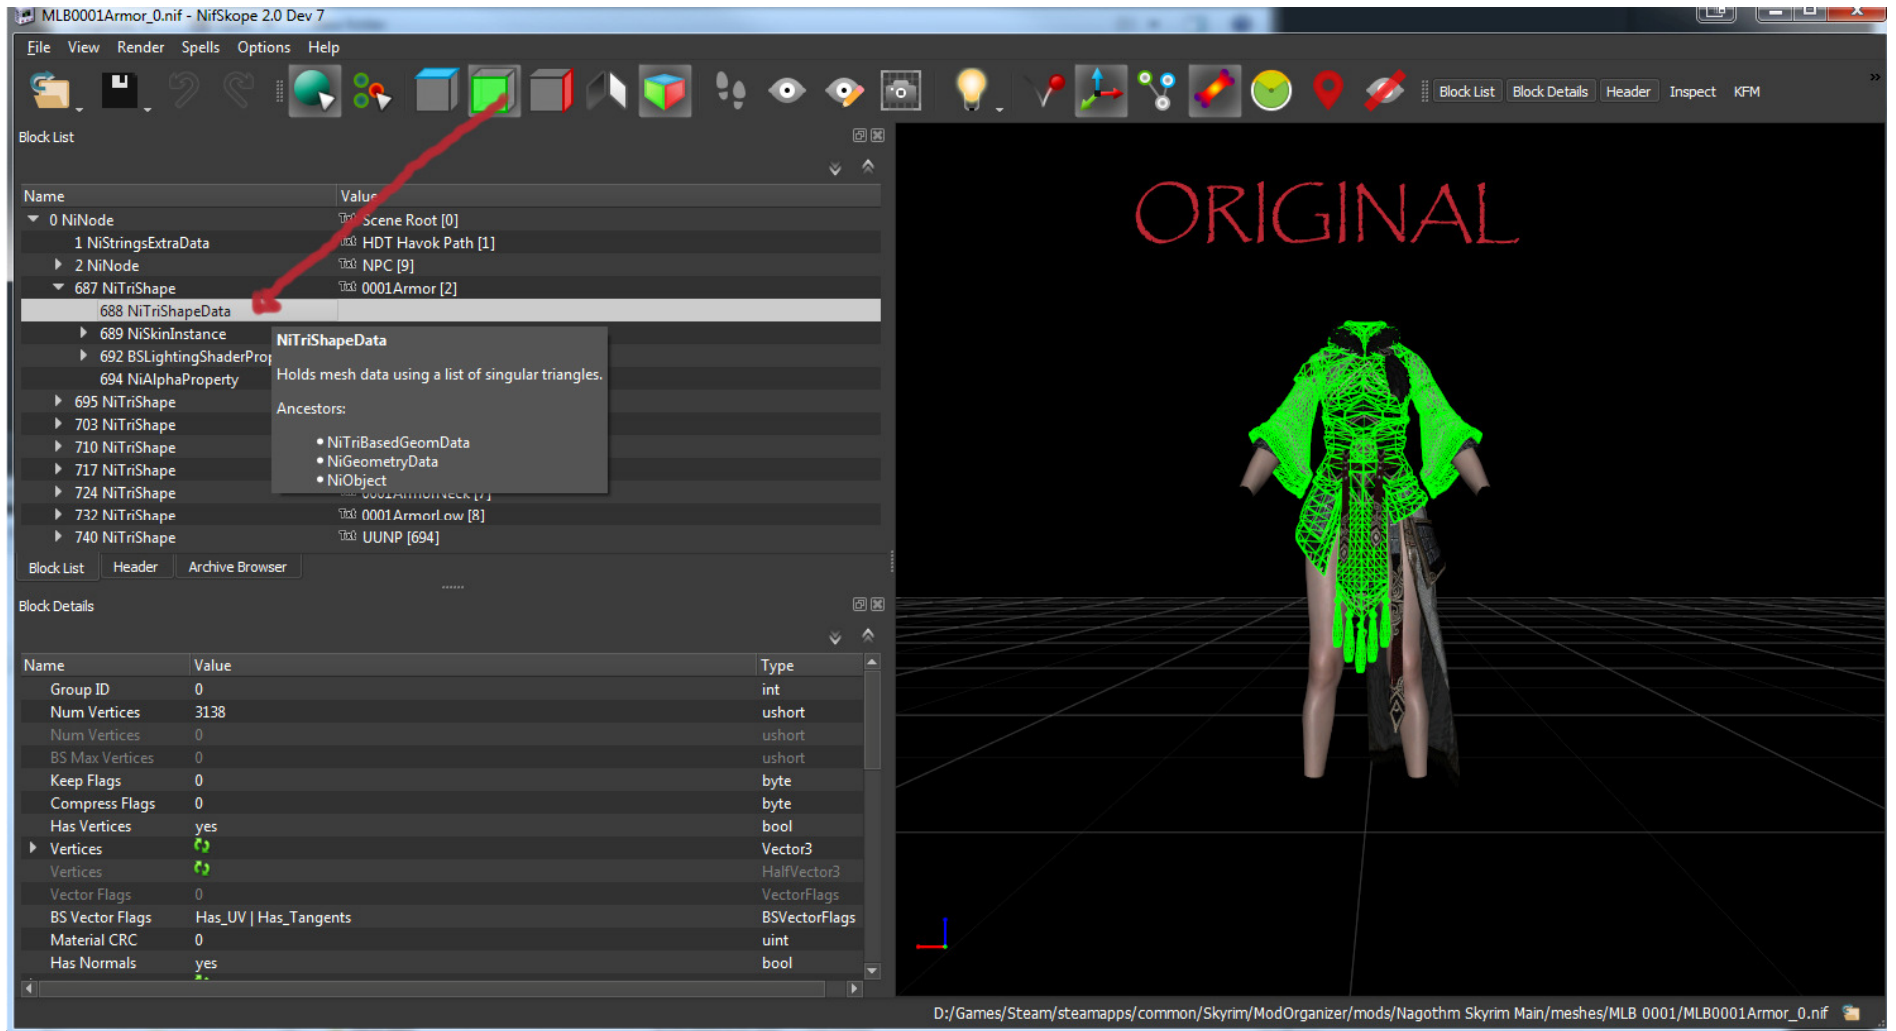 MLB0001Armor_0.nif - NifSkope 2.0 Dev 7
File View Render Spells Options Help
Block List Block Details Header Inspect KFM
Block List
Name Value
0 NiNode Txt Scene Root [0]
1 NiStringsExtraData Txt HDT Havok Path [1]
2 NiNode Txt NPC [9]
687 NiTriShape Txt 0001Armor [2]
688 NiTriShapeData
689 NiSkinInstance
692 BSLightingShaderProp
694 NiAlphaProperty
695 NiTriShape
703 NiTriShape
710 NiTriShape
717 NiTriShape
724 NiTriShape 0001ArmorNeck [7]
732 NiTriShape Txt 0001ArmorLow [8]
740 NiTriShape Txt UUNP [694]
NiTriShapeData
Holds mesh data using a list of singular triangles.
Ancestors:
• NiTriBasedGeomData
• NiGeometryData
• NiObject
Block List Header Archive Browser
Block Details
Name Value Type
Group ID 0 int
Num Vertices 3138 ushort
Num Vertices 0 ushort
BS Max Vertices 0 ushort
Keep Flags 0 byte
Compress Flags 0 byte
Has Vertices yes bool
Vertices Vector3
Vertices HalfVector3
Vector Flags 0 VectorFlags
BS Vector Flags Has_UV | Has_Tangents BSVectorFlags
Material CRC 0 uint
Has Normals yes bool
ORIGINAL
D:/Games/Steam/steamapps/common/Skyrim/ModOrganizer/mods/Nagothm Skyrim Main/meshes/MLB 0001/MLB0001Armor_0.nif